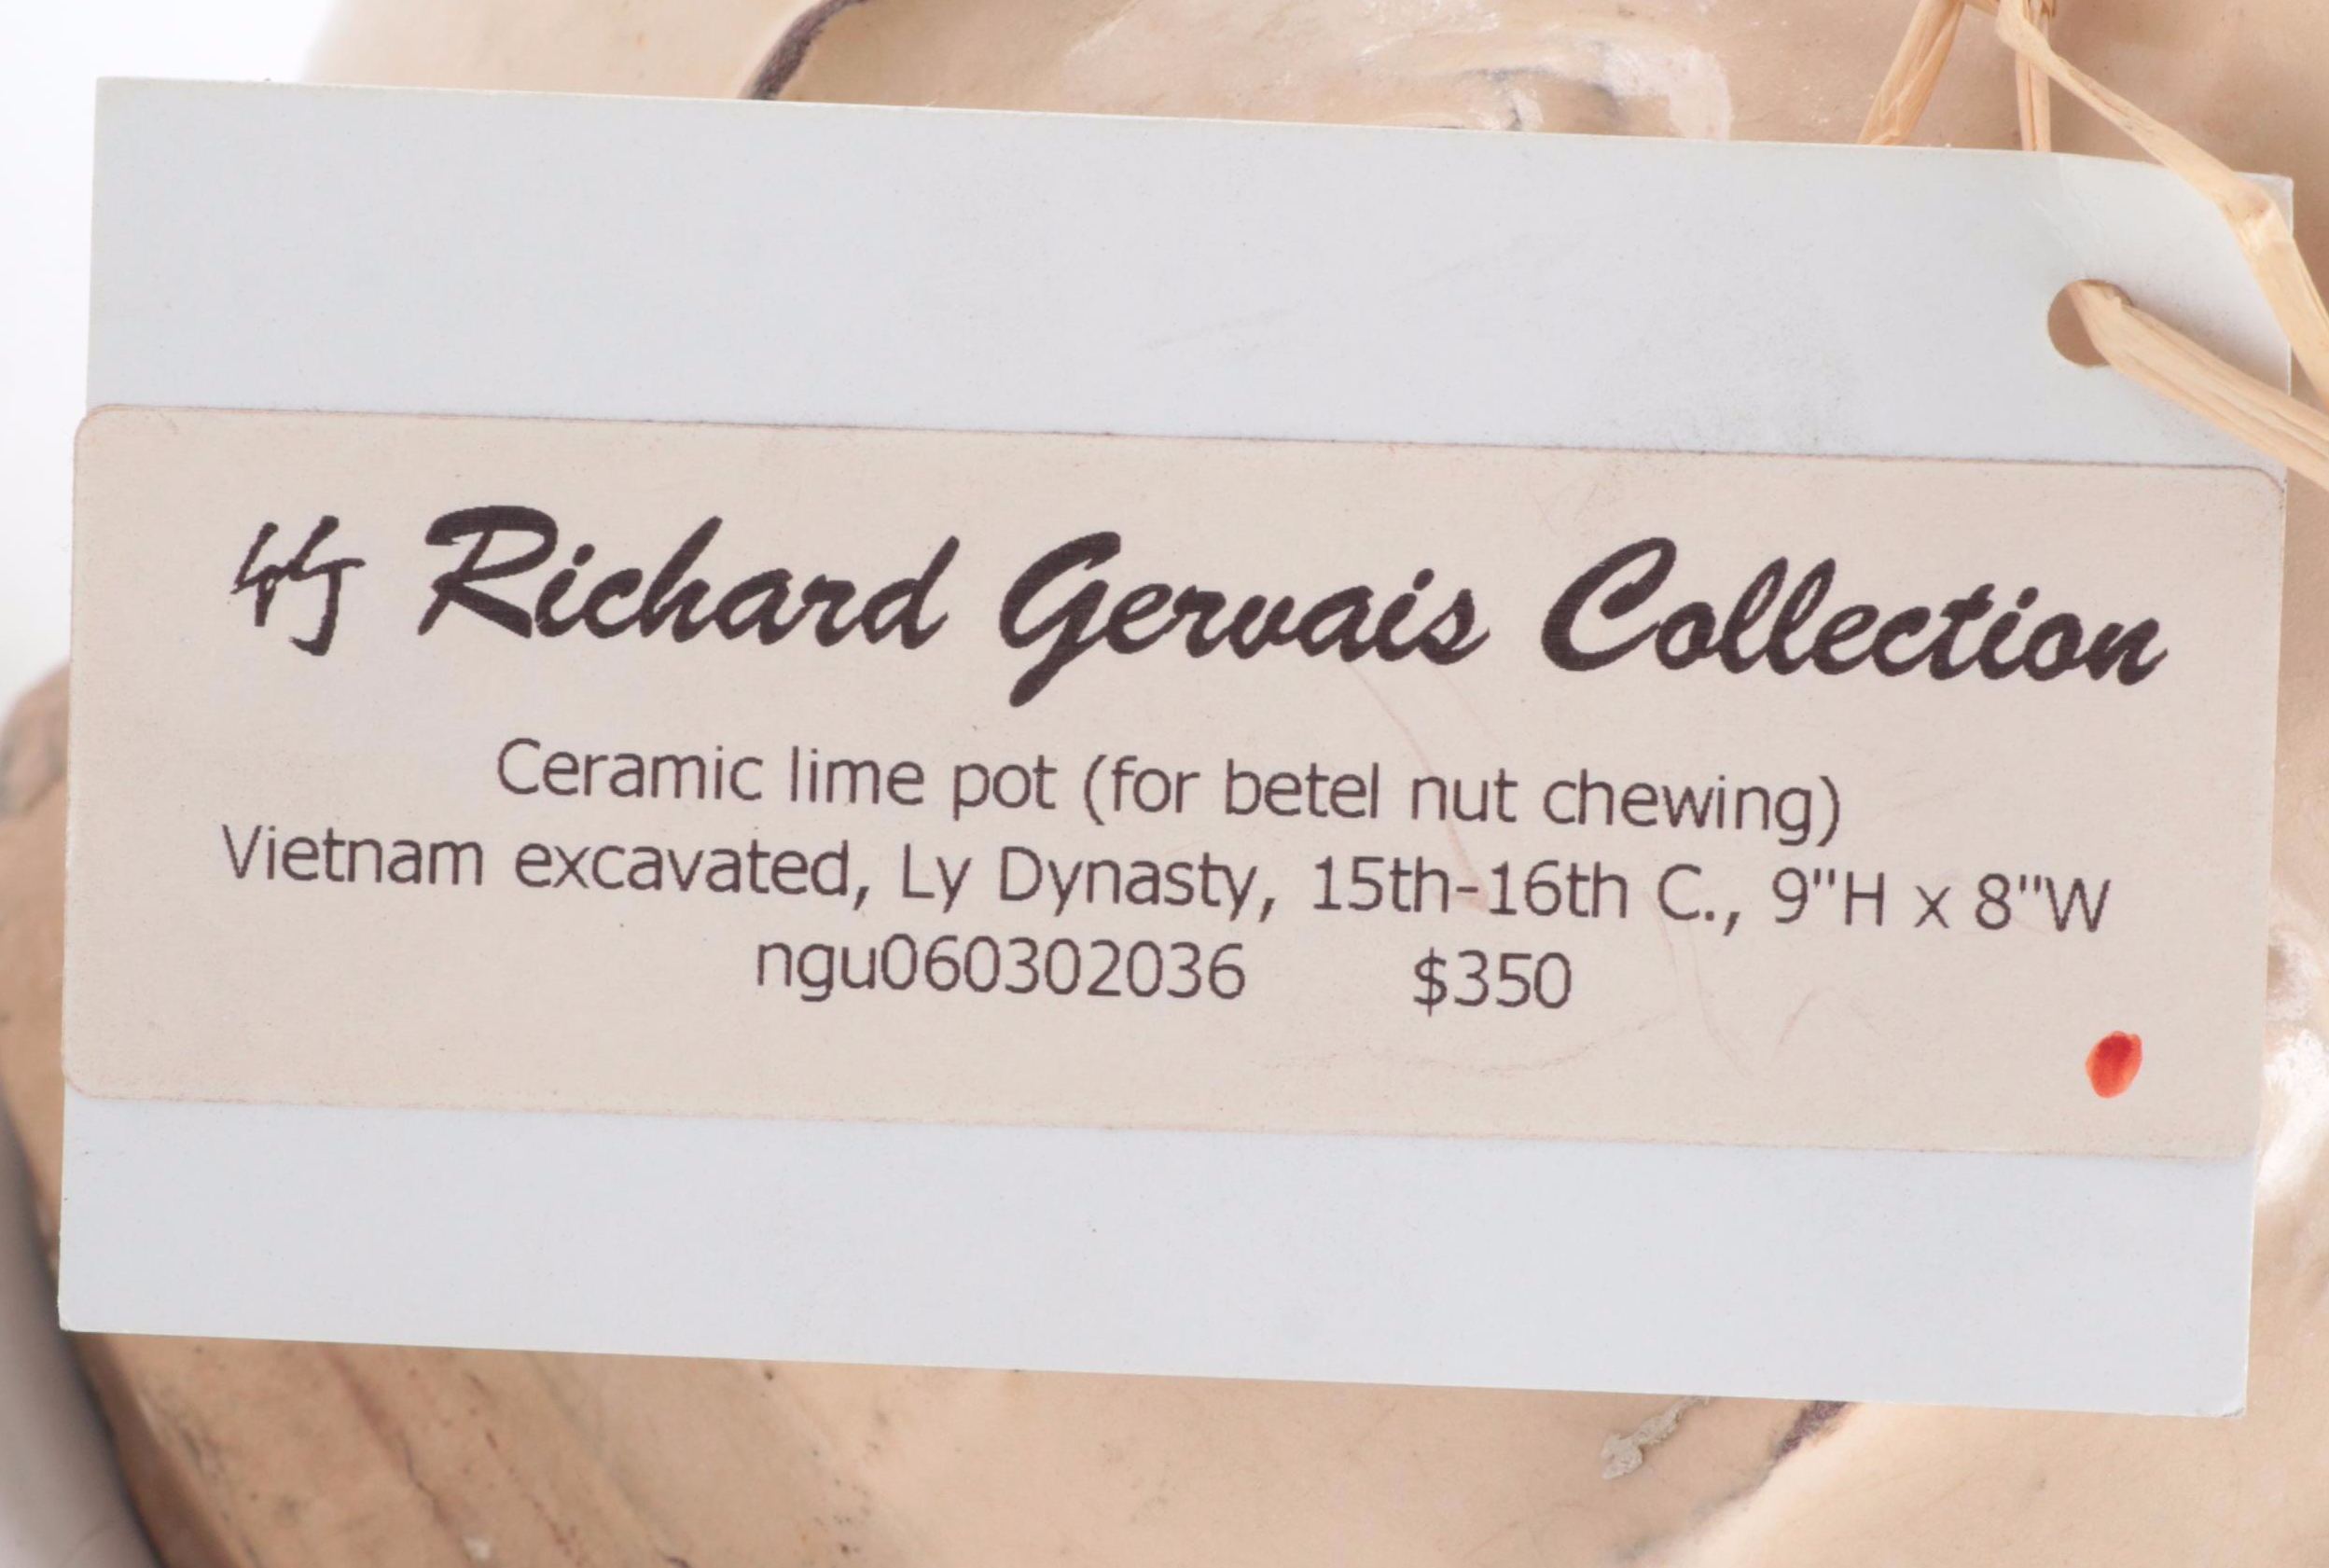 Richard Gervais Collection
Ceramic lime pot (for betel nut chewing)
Vietnam excavated, Ly Dynasty, 15th-16th C., 9"H x 8"W
ngu060302036 $350